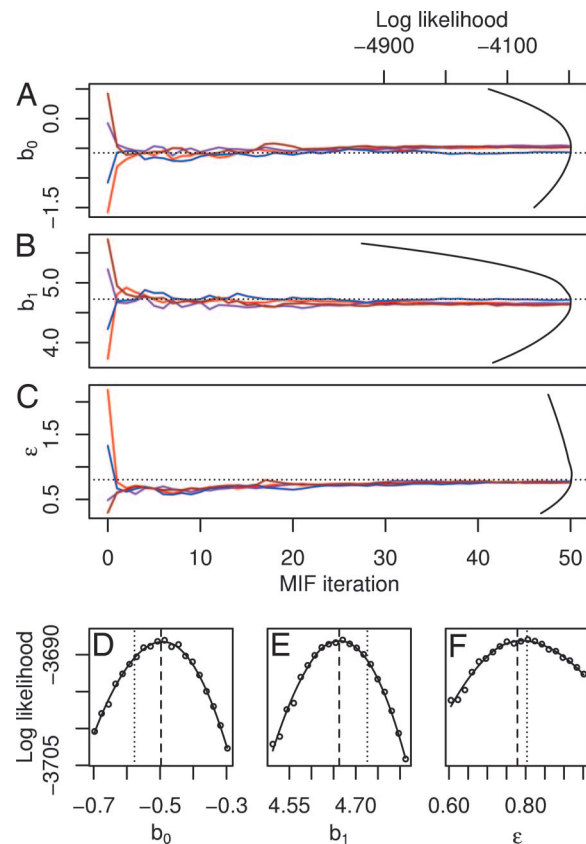 Log likelihood
−4900 −4100
A
0.0
−1.5
b0
B
5.0
4.0
b1
C
1.5
0.5
ε
0 10 20 30 40 50
MIF iteration
D E F
−3690
−3705
Log likelihood
−0.7 −0.5 −0.3 4.55 4.70 0.60 0.80
b0 b1 ε